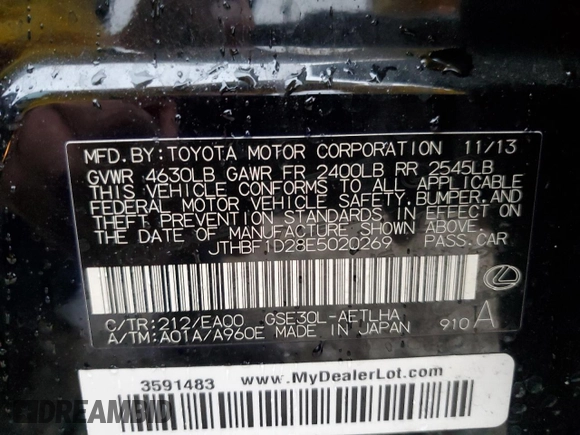 MFD. BY: TOYOTA MOTOR CORPORATION 11/13
GVWR 4630LB GAWR FR 2400LB RR 2545LB
THIS VEHICLE CONFORMS TO ALL APPLICABLE
FEDERAL MOTOR VEHICLE SAFETY, BUMPER, AND
THEFT PREVENTION STANDARDS IN EFFECT ON
THE DATE OF MANUFACTURE SHOWN ABOVE.
JTHBF1D28E5020269 PASS. CAR
C/TR: 212/EA00 GSE30L-AETLHA
A/TM: A01A/A960E MADE IN JAPAN 910 A
3591483 www.MyDealerLot.com
DREAMBID